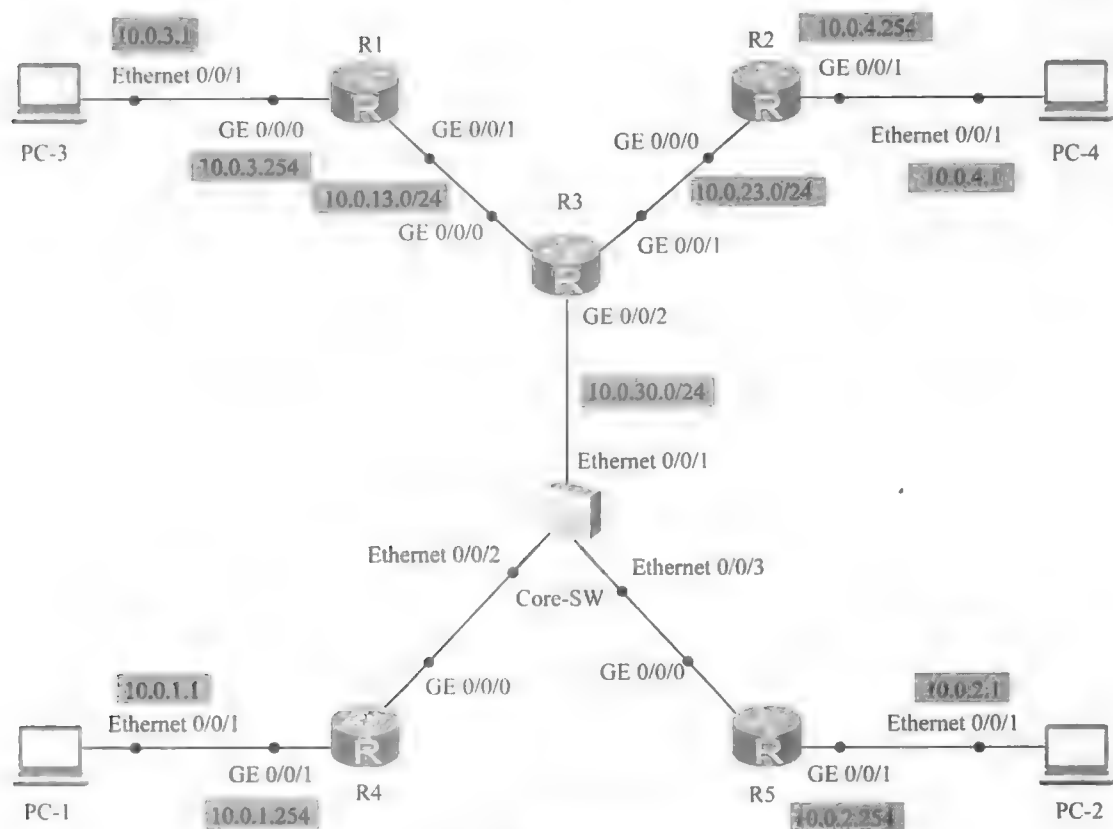 10.0.3.1
R1
R2
10.0.4.254
Ethernet 0/0/1
GE 0/0/1
PC-3
GE 0/0/0
GE 0/0/1
GE 0/0/0
Ethernet 0/0/1
PC-4
10.0.3.254
10.0.13.0/24
R3
10.0.23.0/24
10.0.4.1
GE 0/0/0
GE 0/0/1
R
R
R
GE 0/0/2
10.0.30.0/24
Ethernet 0/0/1
Ethernet 0/0/2
Ethernet 0/0/3
Core-SW
GE 0/0/0
GE 0/0/0
10.0.1.1
10.0.2.1
Ethernet 0/0/1
Ethernet 0/0/1
R
R
PC-1
GE 0/0/1
R4
R5
GE 0/0/1
PC-2
10.0.1.254
10.0.2.254